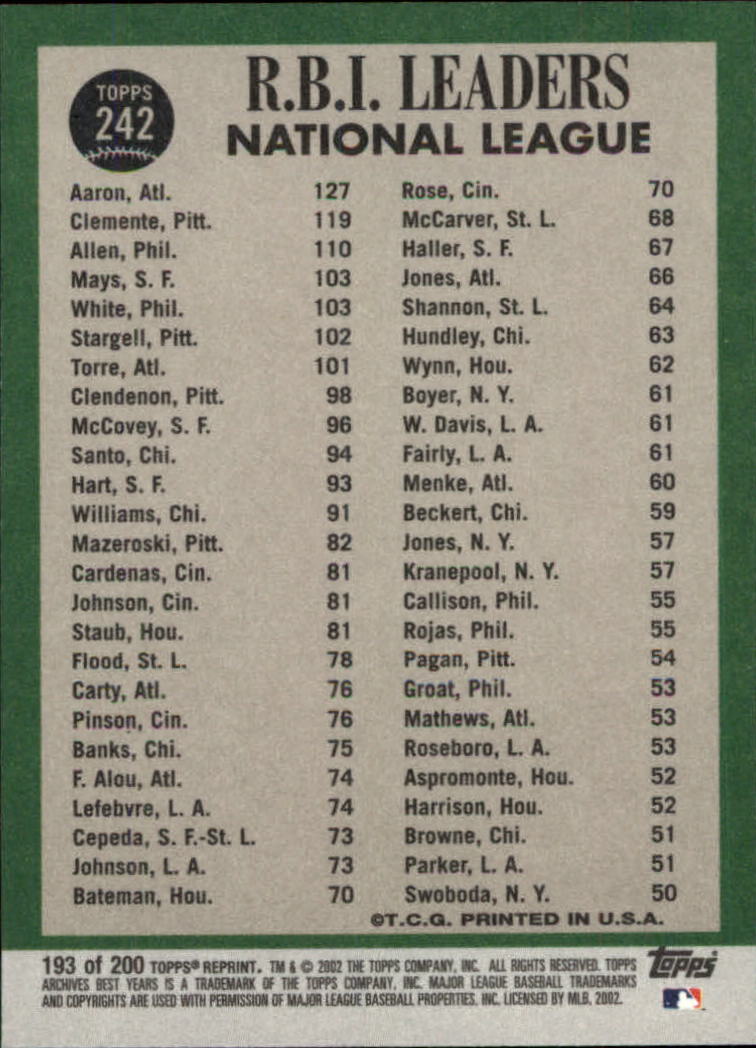 TOPPS
242
R.B.I. LEADERS
NATIONAL LEAGUE
Aaron, Atl. 127
Clemente, Pitt. 119
Allen, Phil. 110
Mays, S. F. 103
White, Phil. 103
Stargell, Pitt. 102
Torre, Atl. 101
Clendenon, Pitt. 98
McCovey, S. F. 96
Santo, Chi. 94
Hart, S. F. 93
Williams, Chi. 91
Mazeroski, Pitt. 82
Cardenas, Cin. 81
Johnson, Cin. 81
Staub, Hou. 81
Flood, St. L. 78
Carty, Atl. 76
Pinson, Cin. 76
Banks, Chi. 75
F. Alou, Atl. 74
Lefebvre, L. A. 74
Cepeda, S. F.-St. L. 73
Johnson, L. A. 73
Bateman, Hou. 70
Rose, Cin. 70
McCarver, St. L. 68
Haller, S. F. 67
Jones, Atl. 66
Shannon, St. L. 64
Hundley, Chi. 63
Wynn, Hou. 62
Boyer, N. Y. 61
W. Davis, L. A. 61
Fairly, L. A. 61
Menke, Atl. 60
Beckert, Chi. 59
Jones, N. Y. 57
Kranepool, N. Y. 57
Callison, Phil. 55
Rojas, Phil. 55
Pagan, Pitt. 54
Groat, Phil. 53
Mathews, Atl. 53
Roseboro, L. A. 53
Aspromonte, Hou. 52
Harrison, Hou. 52
Browne, Chi. 51
Parker, L. A. 51
Swoboda, N. Y. 50
©T.C.G. PRINTED IN U.S.A.
193 of 200 TOPPS® REPRINT. TM & © 2002 THE TOPPS COMPANY, INC. ALL RIGHTS RESERVED. TOPPS
ARCHIVES BEST YEARS IS A TRADEMARK OF THE TOPPS COMPANY, INC. MAJOR LEAGUE BASEBALL TRADEMARKS
AND COPYRIGHTS ARE USED WITH PERMISSION OF MAJOR LEAGUE BASEBALL PROPERTIES, INC. LICENSED BY MLB, 2002.
topps